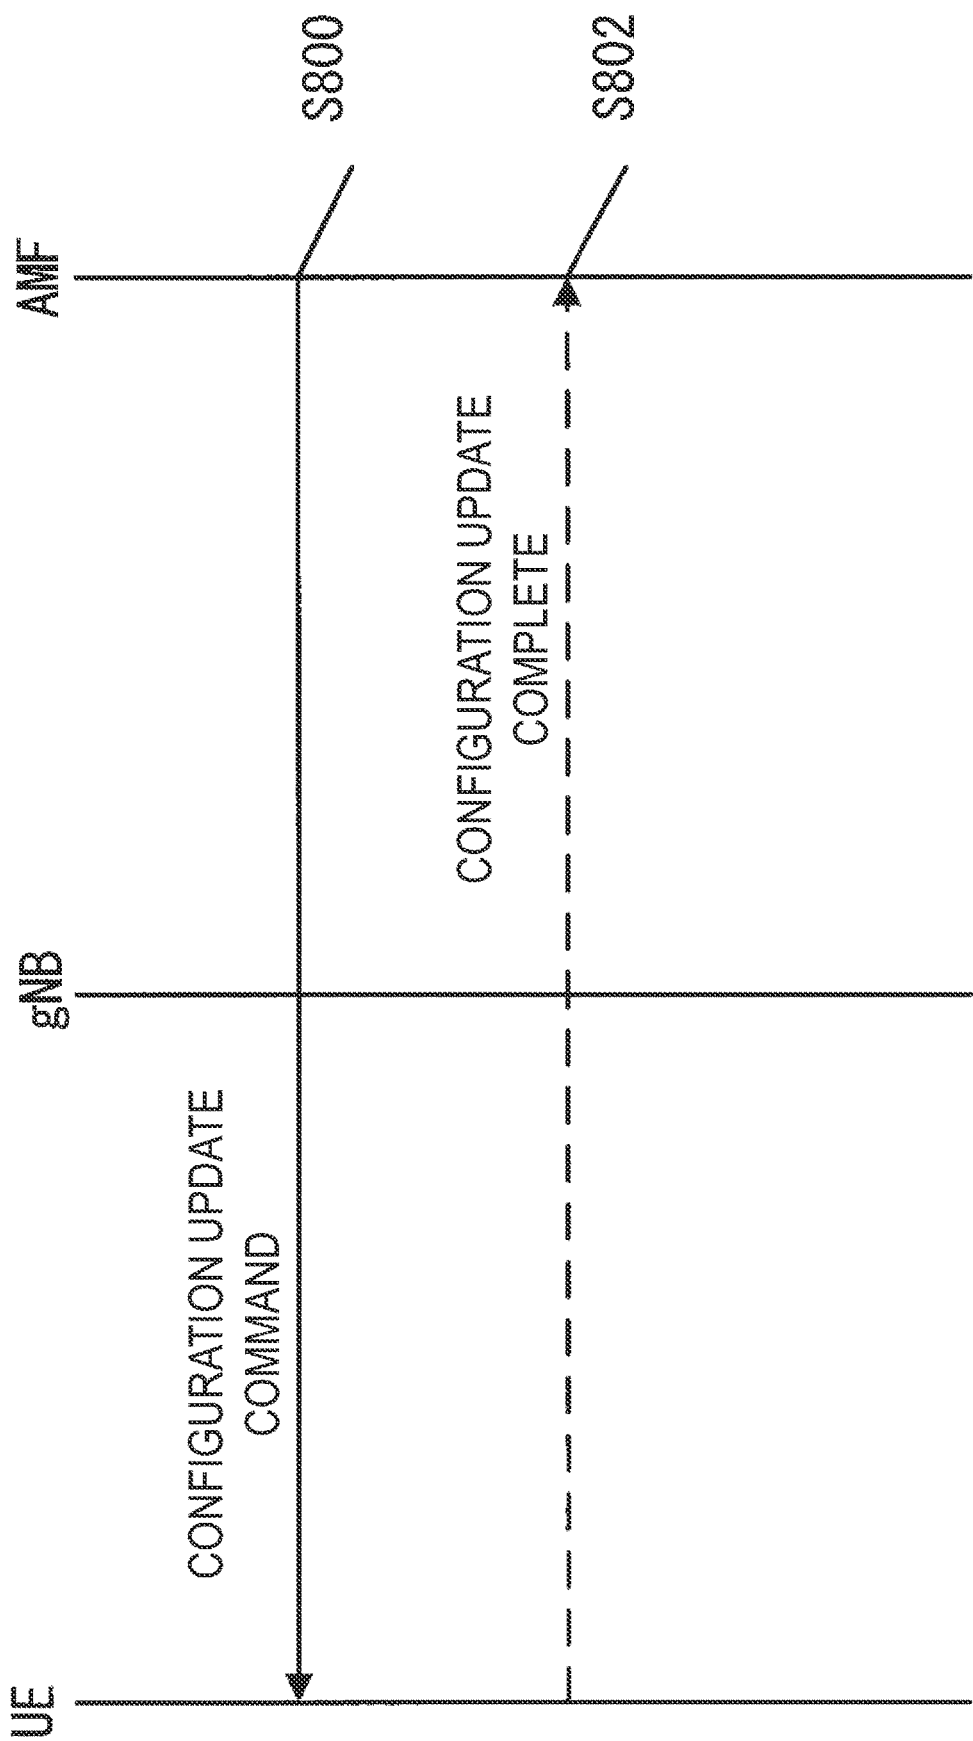 UE
gNB
AMF
CONFIGURATION UPDATE
COMMAND
S800
CONFIGURATION UPDATE
COMPLETE
S802